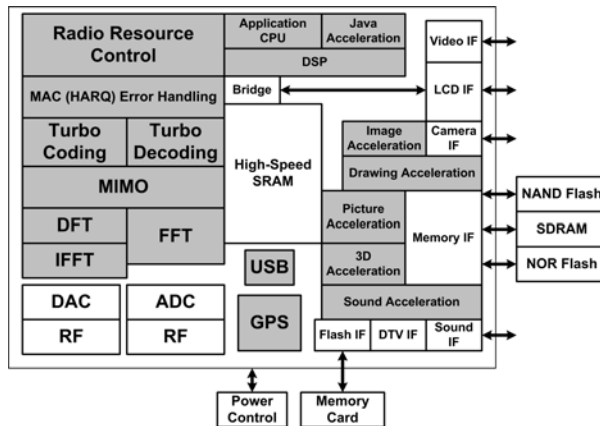 Radio Resource
Control
Application
CPU
Java
Acceleration
DSP
Video IF
MAC (HARQ) Error Handling
Bridge
LCD IF
Turbo
Coding
Turbo
Decoding
High-Speed
SRAM
Image
Acceleration
Camera
IF
Drawing Acceleration
MIMO
DFT
FFT
IFFT
Picture
Acceleration
Memory IF
3D
Acceleration
NAND Flash
SDRAM
NOR Flash
USB
Sound Acceleration
DAC
ADC
RF
RF
GPS
Flash IF
DTV IF
Sound
IF
Power
Control
Memory
Card